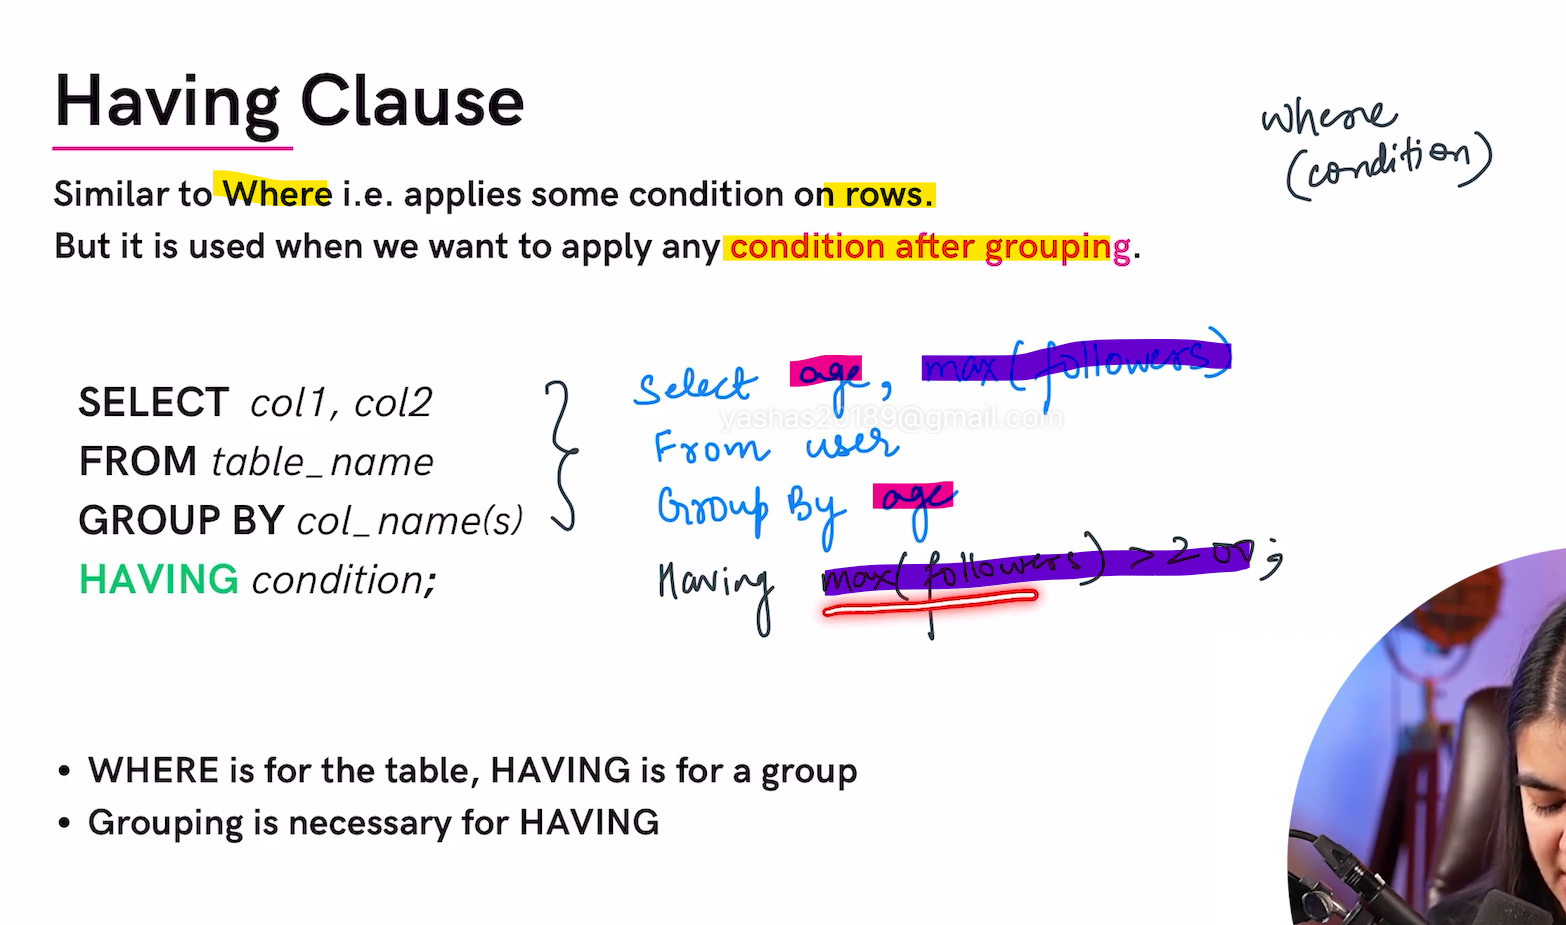 Having Clause
where
(condition)
Similar to Where i.e. applies some condition on rows.
But it is used when we want to apply any condition after grouping.
SELECT col1, col2
FROM table_name
GROUP BY col_name(s)
HAVING condition;
Select age, max(followers)
yashas20189@gmail.com
From user
Group By age
Having max(followers) > 200;
• WHERE is for the table, HAVING is for a group
• Grouping is necessary for HAVING